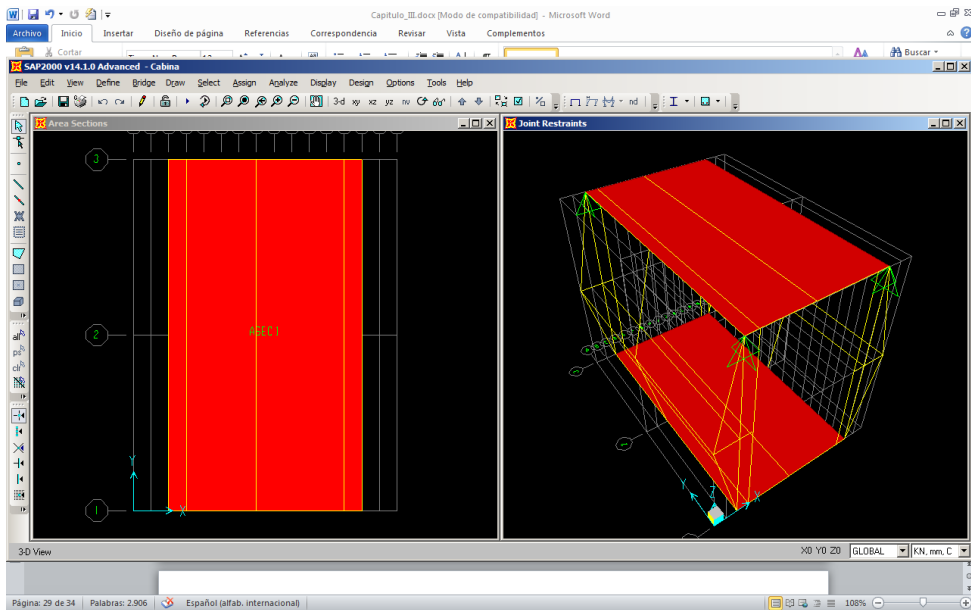 Capitulo_III.docx [Modo de compatibilidad] - Microsoft Word
Archivo Inicio Insertar Diseño de página Referencias Correspondencia Revisar Vista Complementos
Cortar
Buscar
SAP2000 v14.1.0 Advanced - Cabina
File Edit View Define Bridge Draw Select Assign Analyze Display Design Options Tools Help
3-d xy xz yz nv nd
Area Sections
Joint Restraints
3
2
1
ASEC1
Y
X
Y
Z
X
all
ps
clr
3-D View
X0 Y0 Z0 GLOBAL KN, mm, C
Página: 29 de 34 Palabras: 2.906 Español (alfab. internacional) 108%